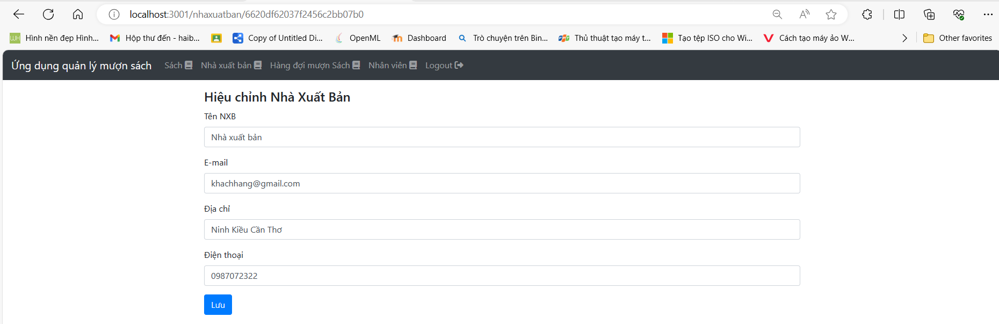 localhost:3001/nhaxuatban/6620df62037f2456c2bb07b0
Hình nền đẹp Hình... Hộp thư đến - haib... Copy of Untitled Di... OpenML Dashboard Trò chuyện trên Bin... Thủ thuật tạo máy t... Tạo tệp ISO cho Wi... Cách tạo máy ảo W... Other favorites
Ứng dụng quản lý mượn sách Sách Nhà xuất bản Hàng đợi mượn Sách Nhân viên Logout
Hiệu chỉnh Nhà Xuất Bản
Tên NXB
Nhà xuất bản
E-mail
khachhang@gmail.com
Địa chỉ
Ninh Kiều Cần Thơ
Điện thoại
0987072322
Lưu